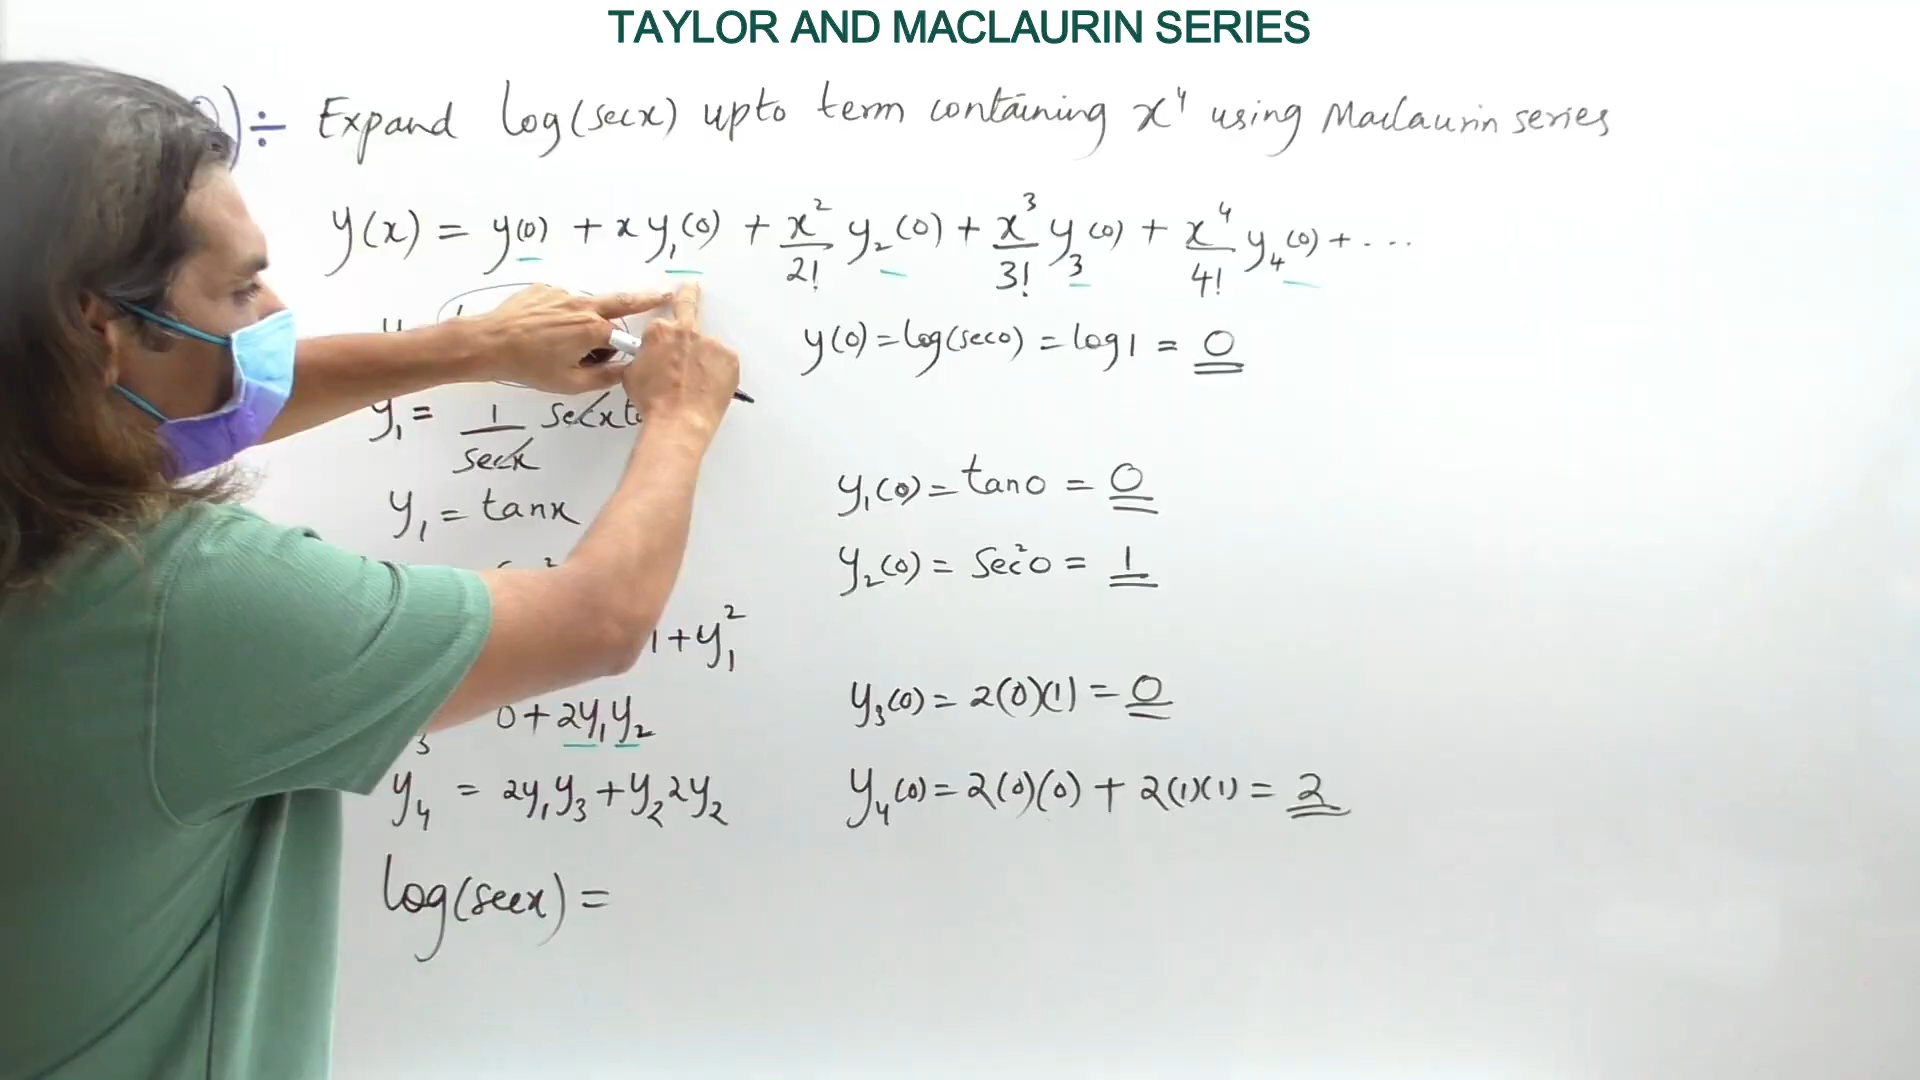 TAYLOR AND MACLAURIN SERIES
) ÷ Expand log(secx) upto term containing x⁴ using Maclaurin series
y(x) = y(0) + x y₁(0) + x²/2! y₂(0) + x³/3! y₃(0) + x⁴/4! y₄(0) + ...
y(0) = log(sec0) = log1 = 0
y₁ = 1/secx secx
y₁ = tanx
y₁(0) = tan0 = 0
y₂(0) = sec²0 = 1
1 + y₁²
0 + 2y₁y₂
y₃(0) = 2(0)(1) = 0
y₄ = 2y₁y₃ + y₂2y₂
y₄(0) = 2(0)(0) + 2(1)(1) = 2
log(secx) =